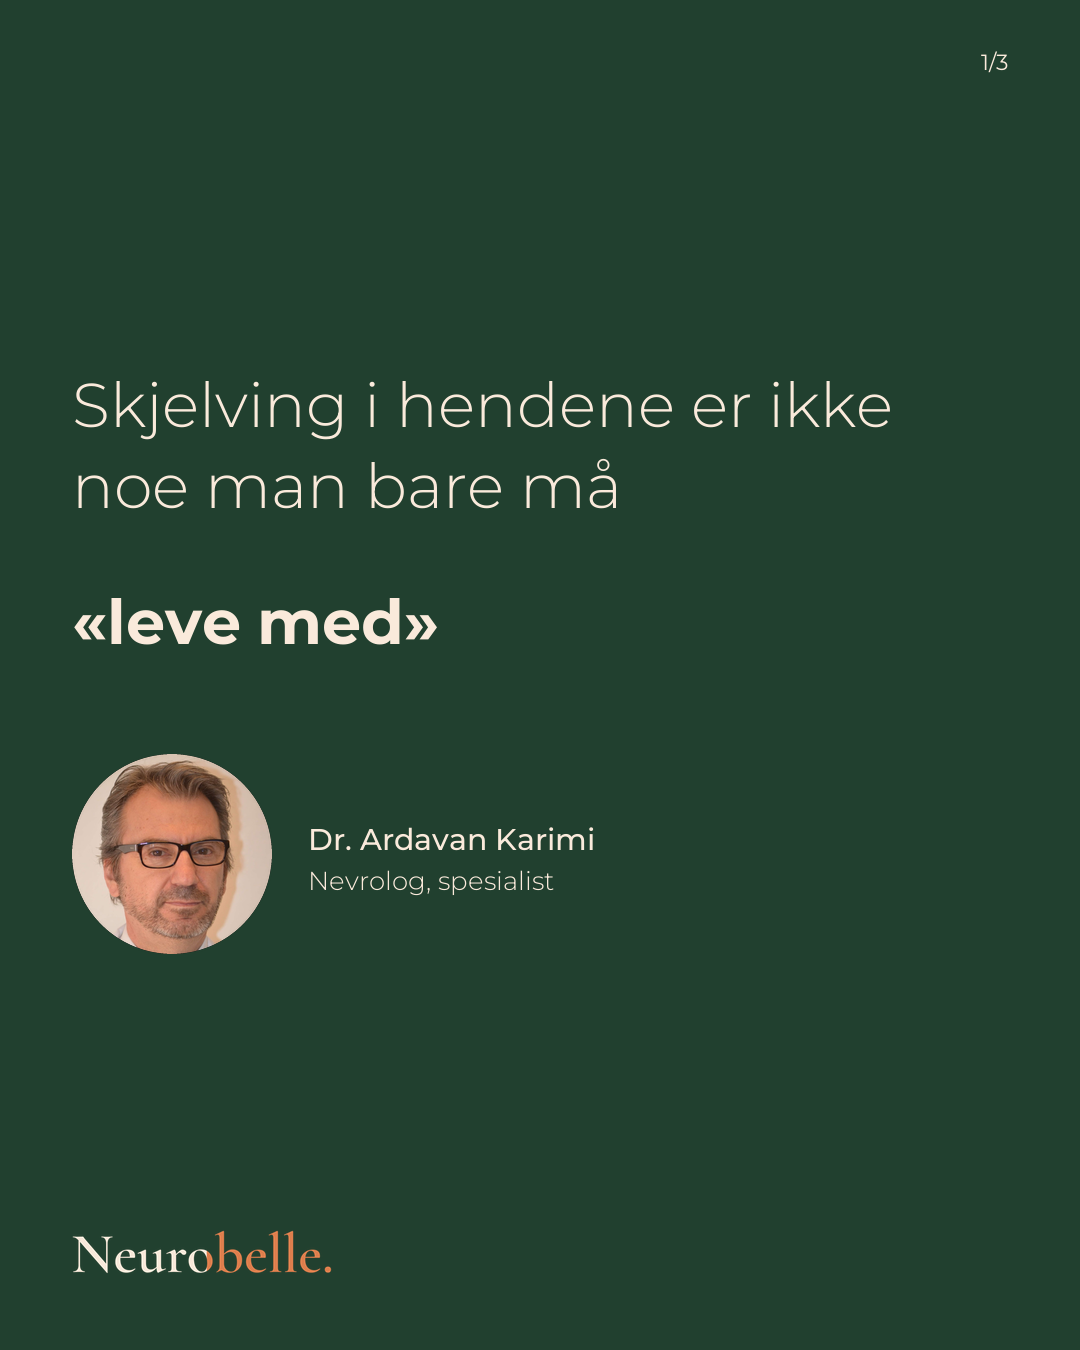 1/3
Skjelving i hendene er ikke
noe man bare må
«leve med»
Dr. Ardavan Karimi
Nevrolog, spesialist
Neurobelle.